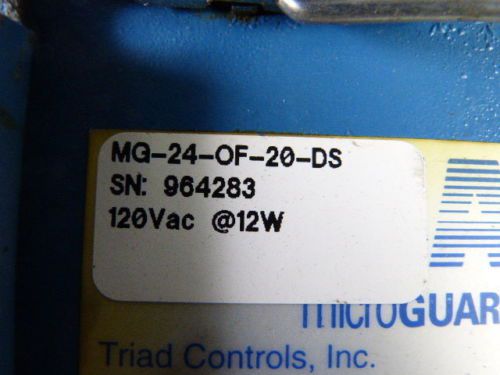 MG-24-OF-20-DS
SN: 964283
120Vac @12W
microGUAR
Triad Controls, Inc.